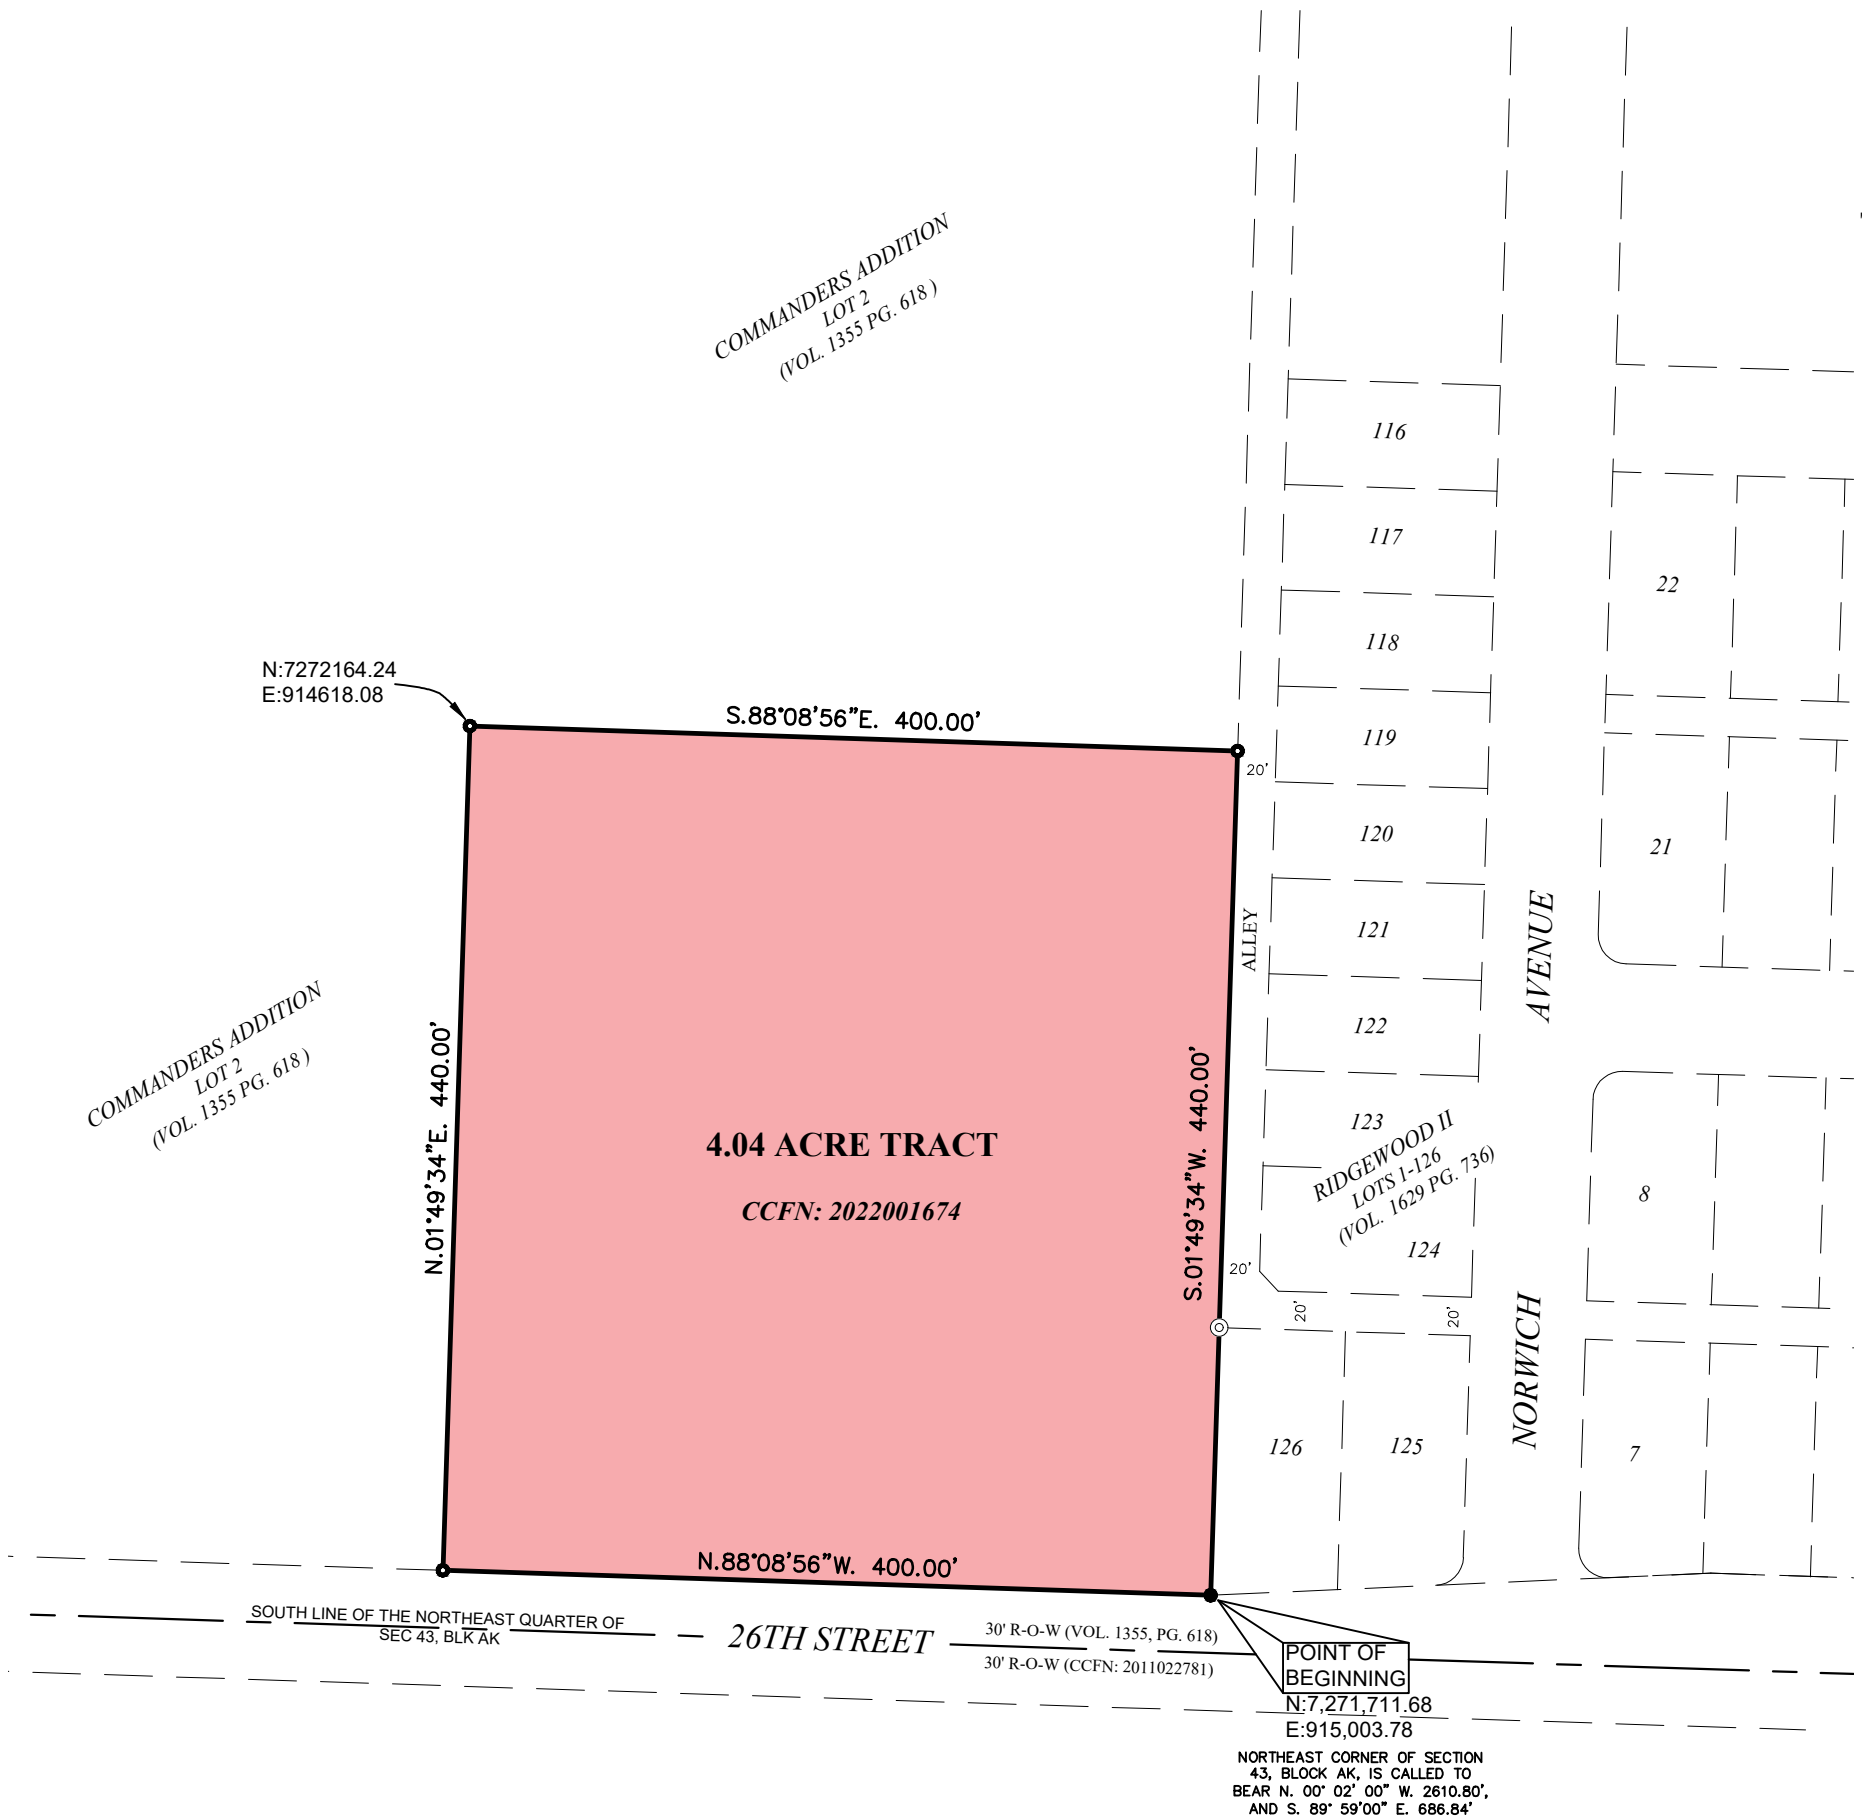 COMMANDERS ADDITION
LOT 2
(VOL. 1355 PG. 618 )
116
117
22
118
N:7272164.24
E:914618.08
S.88°08'56"E. 400.00'
119
20'
120
21
ALLEY
121
AVENUE
122
COMMANDERS ADDITION
LOT 2
(VOL. 1355 PG. 618 )
N.01°49'34"E. 440.00'
S.01°49'34"W. 440.00'
4.04 ACRE TRACT
CCFN: 2022001674
123
RIDGEWOOD II
LOTS 1-126
(VOL. 1629 PG. 736)
124
8
20'
20'
20'
NORWICH
126
125
7
N.88°08'56"W. 400.00'
SOUTH LINE OF THE NORTHEAST QUARTER OF
SEC 43, BLK AK
26TH STREET
30' R-O-W (VOL. 1355, PG. 618)
30' R-O-W (CCFN: 2011022781)
POINT OF
BEGINNING
N:7,271,711.68
E:915,003.78
NORTHEAST CORNER OF SECTION
43, BLOCK AK, IS CALLED TO
BEAR N. 00° 02' 00" W. 2610.80',
AND S. 89° 59'00" E. 686.84'